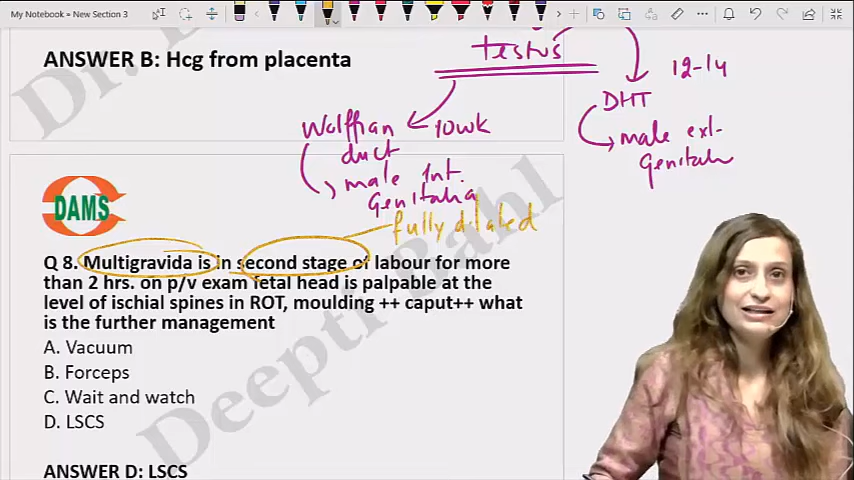 My Notebook = New Section 3
testus
ANSWER B: Hcg from placenta
12-14
DHT
Wolffian
10wk
duct
male ext-
Genitalia
male Int.
Genitalia
DAMS
fully dilated
Q 8. Multigravida is in second stage of labour for more
than 2 hrs. on p/v exam fetal head is palpable at the
level of ischial spines in ROT, moulding ++ caput++ what
is the further management
A. Vacuum
B. Forceps
C. Wait and watch
D. LSCS
ANSWER D: LSCS
Deepti Bahl